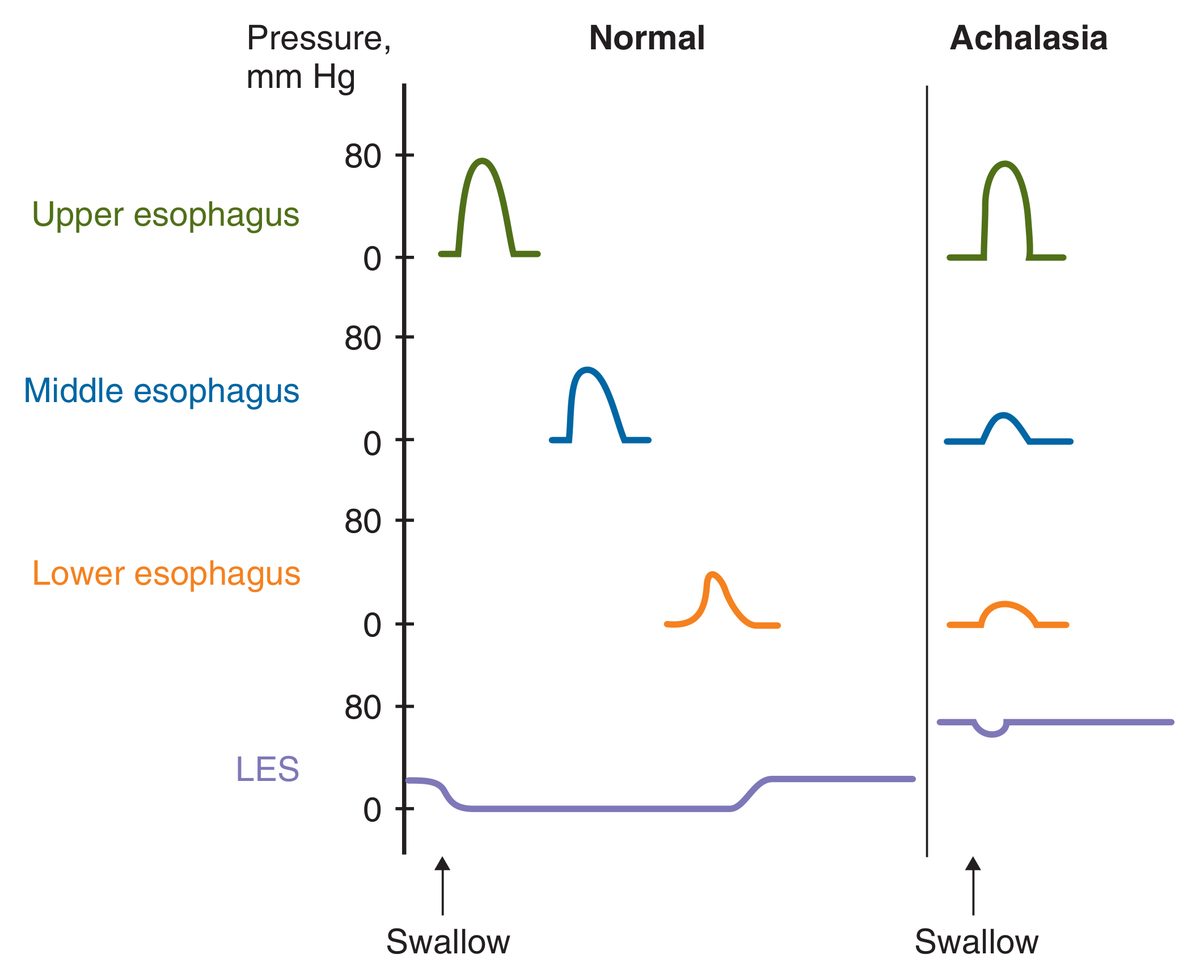 Pressure,
mm Hg
Normal
Achalasia
80
Upper esophagus
0
80
Middle esophagus
0
80
Lower esophagus
0
80
LES
0
Swallow
Swallow